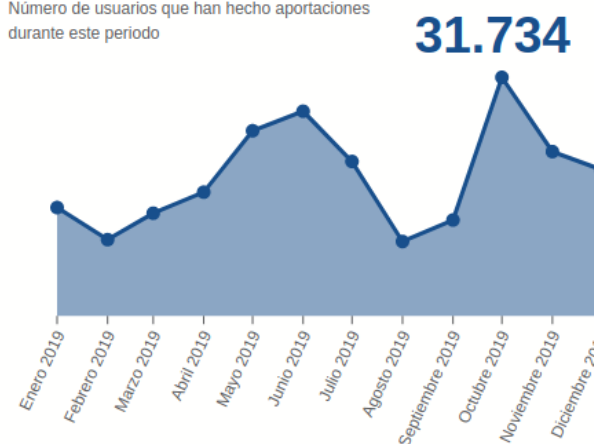 Número de usuarios que han hecho aportaciones
durante este periodo
31.734
Enero 2019
Febrero 2019
Marzo 2019
Abril 2019
Mayo 2019
Junio 2019
Julio 2019
Agosto 2019
Septiembre 2019
Octubre 2019
Noviembre 2019
Diciembre